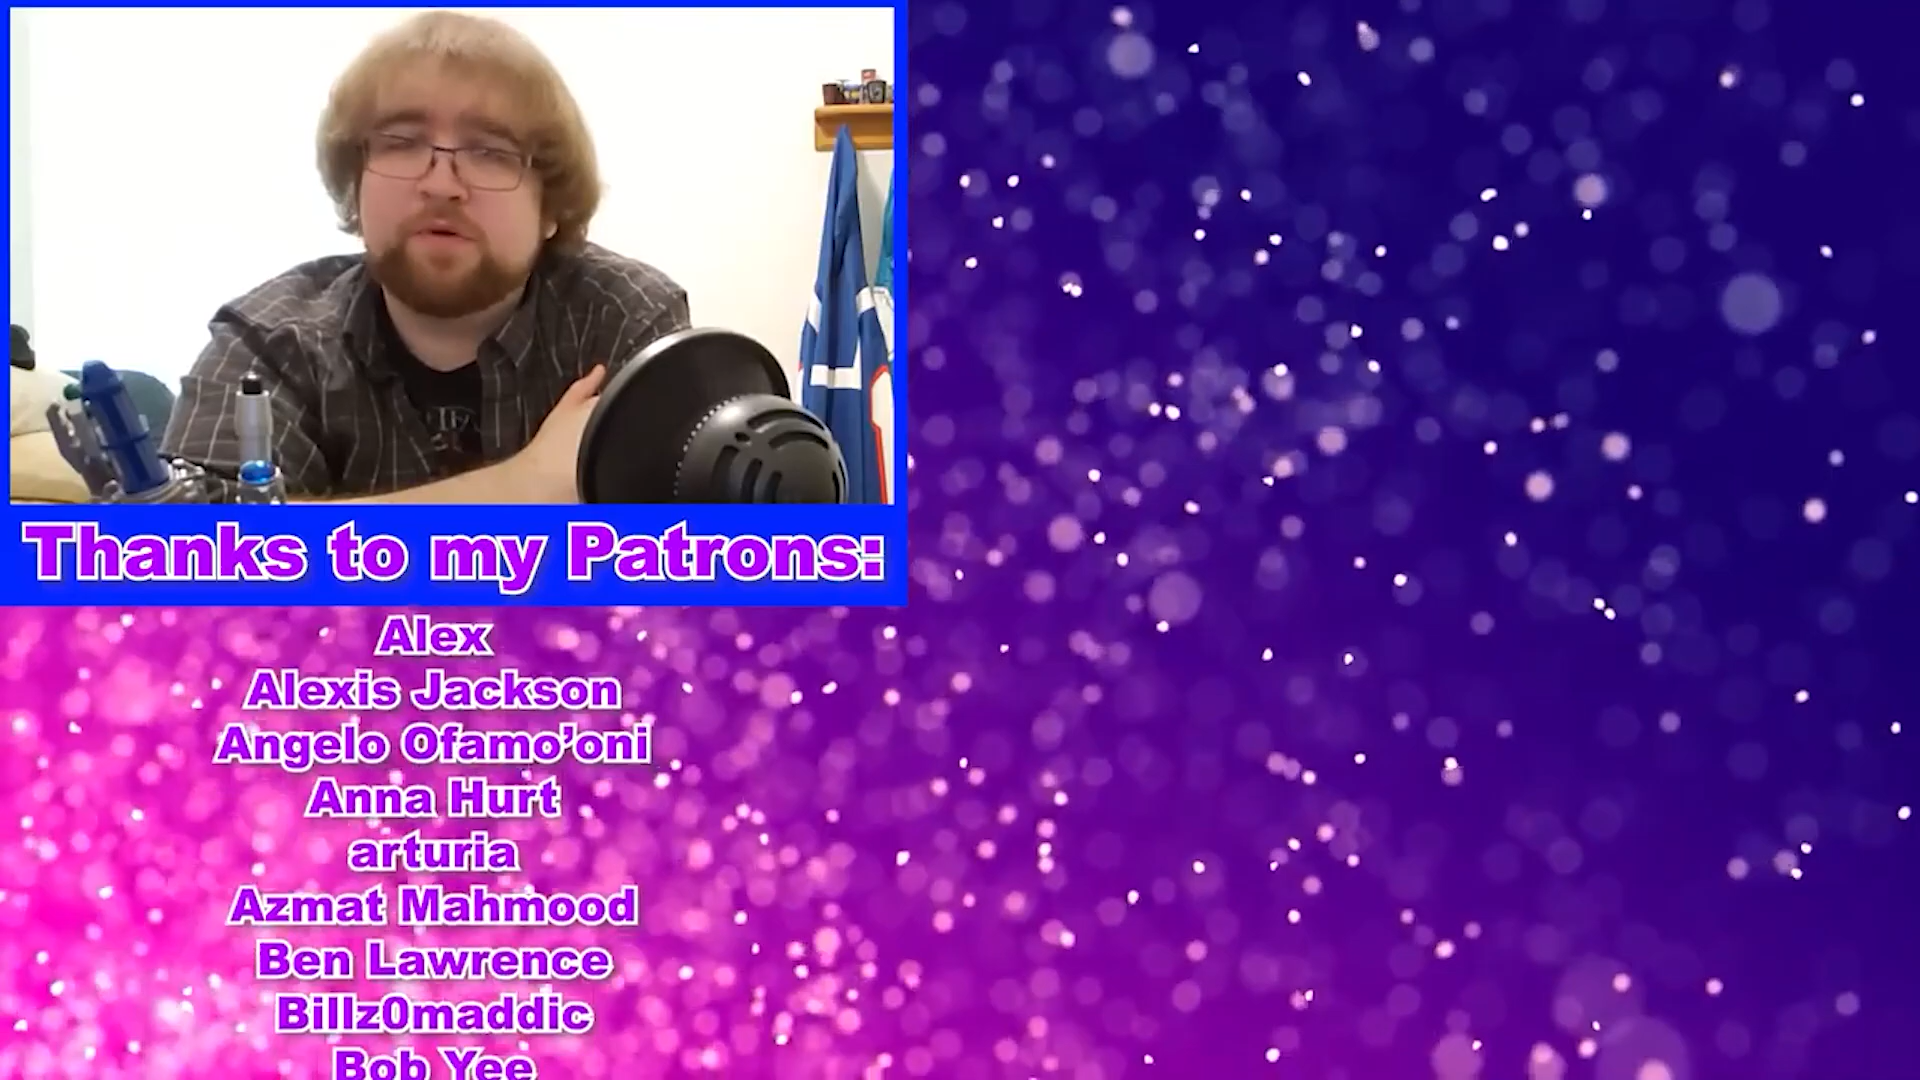 Thanks to my Patrons:
Alex
Alexis Jackson
Angelo Ofamo’oni
Anna Hurt
arturia
Azmat Mahmood
Ben Lawrence
Billz0maddic
Bob Yee